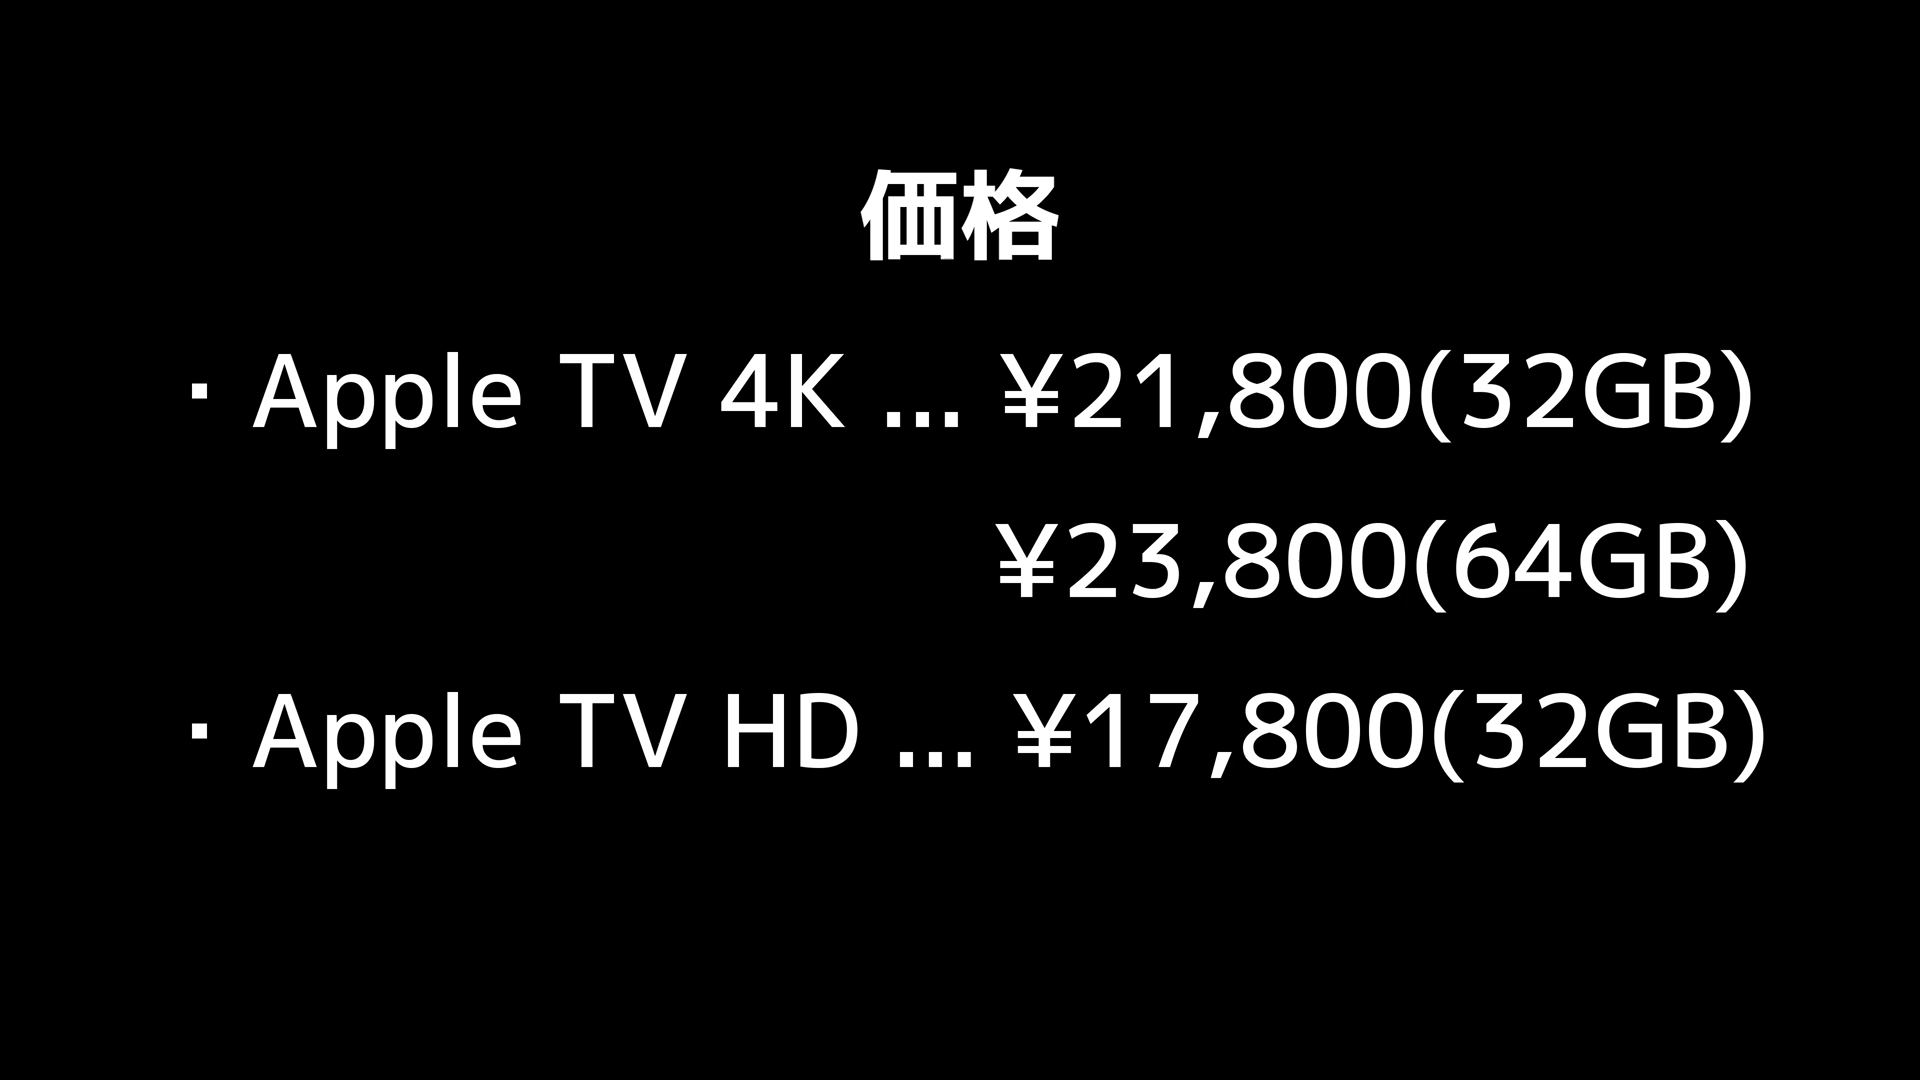 価格
・Apple TV 4K ... ¥21,800(32GB)
¥23,800(64GB)
・Apple TV HD ... ¥17,800(32GB)